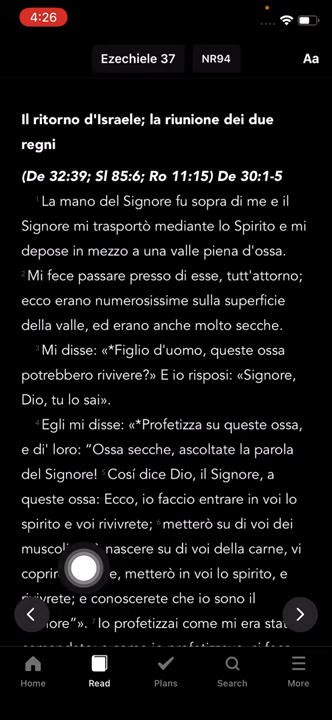 4:26
Ezechiele 37
NR94
Aa
Il ritorno d'Israele; la riunione dei due
regni
(De 32:39; Sl 85:6; Ro 11:15) De 30:1-5
1 La mano del Signore fu sopra di me e il
Signore mi trasportò mediante lo Spirito e mi
depose in mezzo a una valle piena d'ossa.
2 Mi fece passare presso di esse, tutt'attorno;
ecco erano numerosissime sulla superficie
della valle, ed erano anche molto secche.
3 Mi disse: «*Figlio d'uomo, queste ossa
potrebbero rivivere?» E io risposi: «Signore,
Dio, tu lo sai».
4 Egli mi disse: «*Profetizza su queste ossa,
e di' loro: "Ossa secche, ascoltate la parola
del Signore! 5 Cosí dice Dio, il Signore, a
queste ossa: Ecco, io faccio entrare in voi lo
spirito e voi rivivrete; 6 metterò su di voi dei
nascere su di voi della carne, vi
metterò in voi lo spirito, e
rivivrete; e conoscerete che io sono il
7 Io profetizzai come mi era
Home
Read
Plans
Search
More